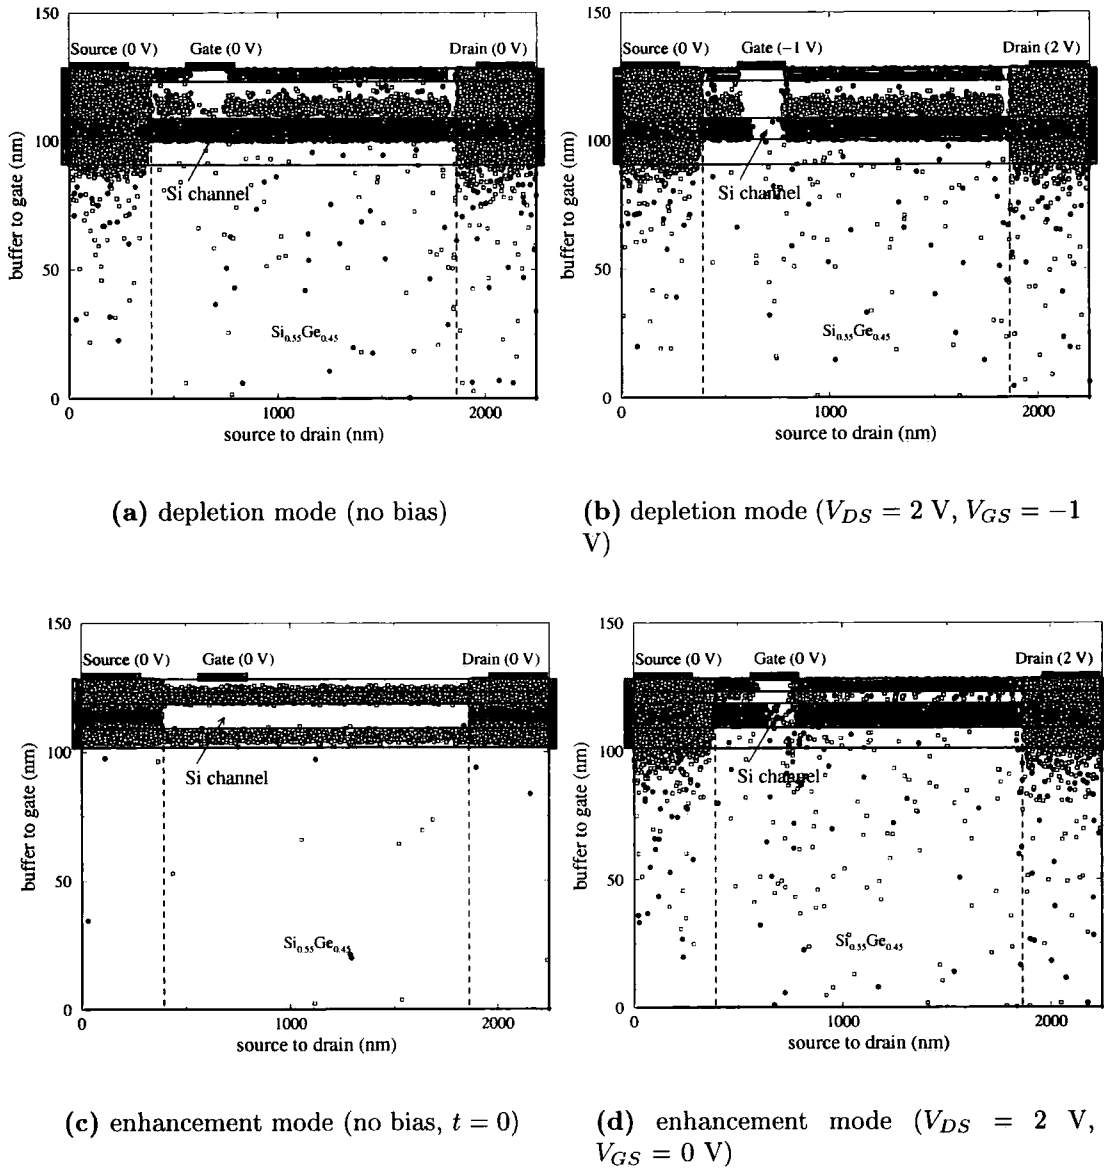 150
Source (0 V) Gate (0 V) Drain (0 V)
100
Si channel
buffer to gate (nm)
50
Si0.55Ge0.45
0
0 1000 2000
source to drain (nm)
(a) depletion mode (no bias)
150
Source (0 V) Gate (−1 V) Drain (2 V)
100
Si channel
buffer to gate (nm)
50
Si0.55Ge0.45
0
0 1000 2000
source to drain (nm)
(b) depletion mode (VDS = 2 V, VGS = −1
V)
150
Source (0 V) Gate (0 V) Drain (0 V)
100
Si channel
buffer to gate (nm)
50
Si0.55Ge0.45
0
0 1000 2000
source to drain (nm)
(c) enhancement mode (no bias, t = 0)
150
Source (0 V) Gate (0 V) Drain (2 V)
100
Si channel
buffer to gate (nm)
50
Si0.55Ge0.45
0
0 1000 2000
source to drain (nm)
(d) enhancement mode (VDS = 2 V,
VGS = 0 V)